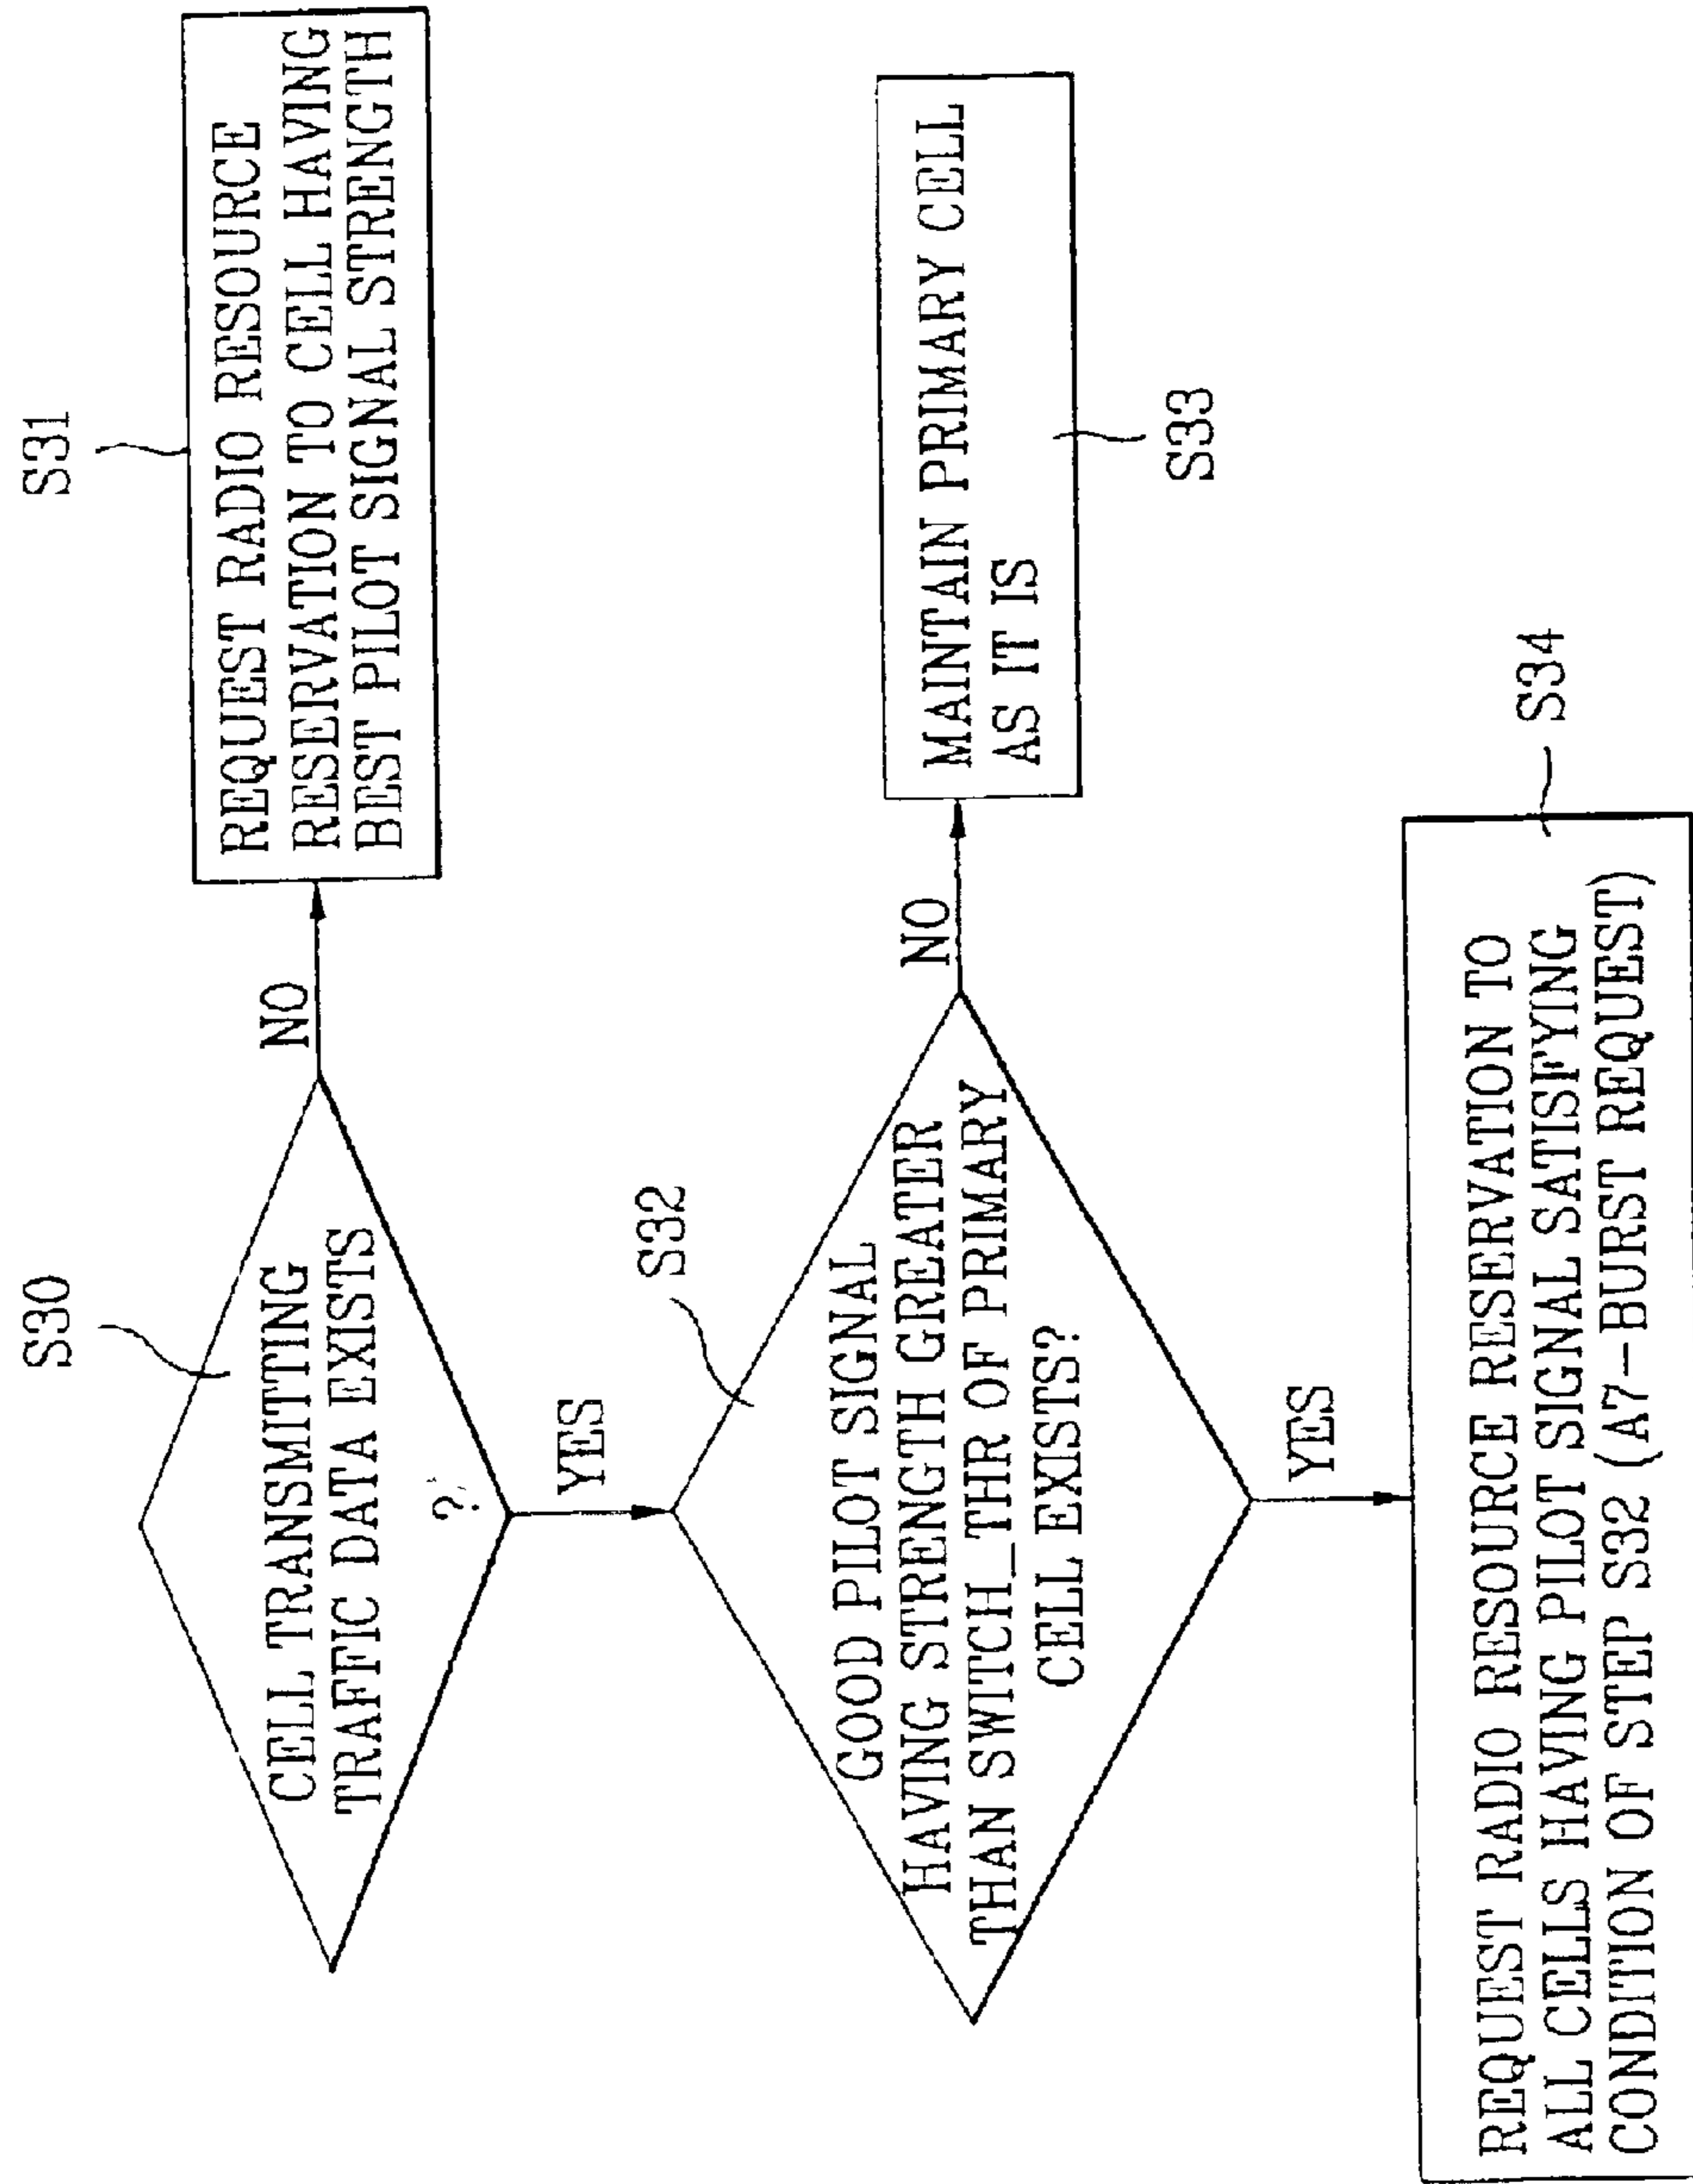 S30
CELL TRANSMITTING
TRAFFIC DATA EXISTS
?
NO
S31
REQUEST RADIO RESOURCE
RESERVATION TO CELL HAVING
BEST PILOT SIGNAL STRENGTH
YES
S32
GOOD PILOT SIGNAL
HAVING STRENGTH GREATER
THAN SWITCH_THR OF PRIMARY
CELL EXISTS?
NO
MAINTAIN PRIMARY CELL
AS IT IS
S33
YES
S34
REQUEST RADIO RESOURCE RESERVATION TO
ALL CELLS HAVING PILOT SIGNAL SATISFYING
CONDITION OF STEP S32 (A7--BURST REQUEST)